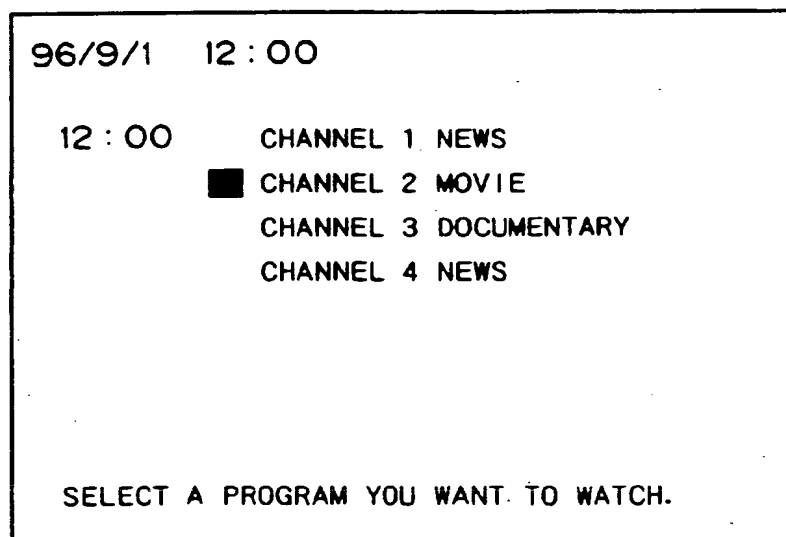 96/9/1 12:00
12:00 CHANNEL 1 NEWS
CHANNEL 2 MOVIE
CHANNEL 3 DOCUMENTARY
CHANNEL 4 NEWS
SELECT A PROGRAM YOU WANT TO WATCH.